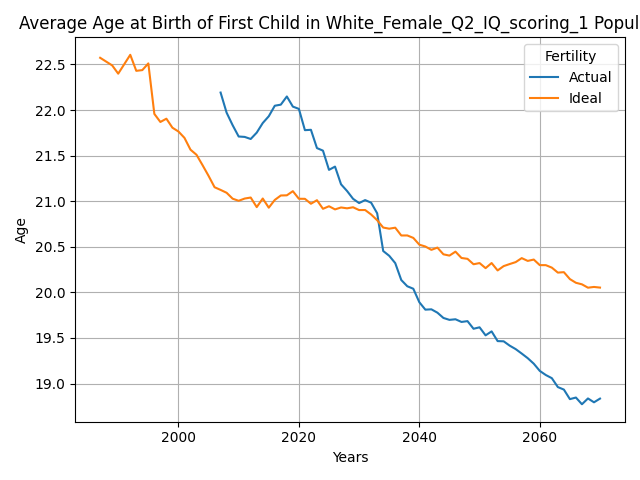 Average Age at Birth of First Child in White_Female_Q2_IQ_scoring_1 Popul
Fertility
Actual
Ideal
22.5
22.0
21.5
21.0
20.5
20.0
19.5
19.0
Age
2000
2020
2040
2060
Years